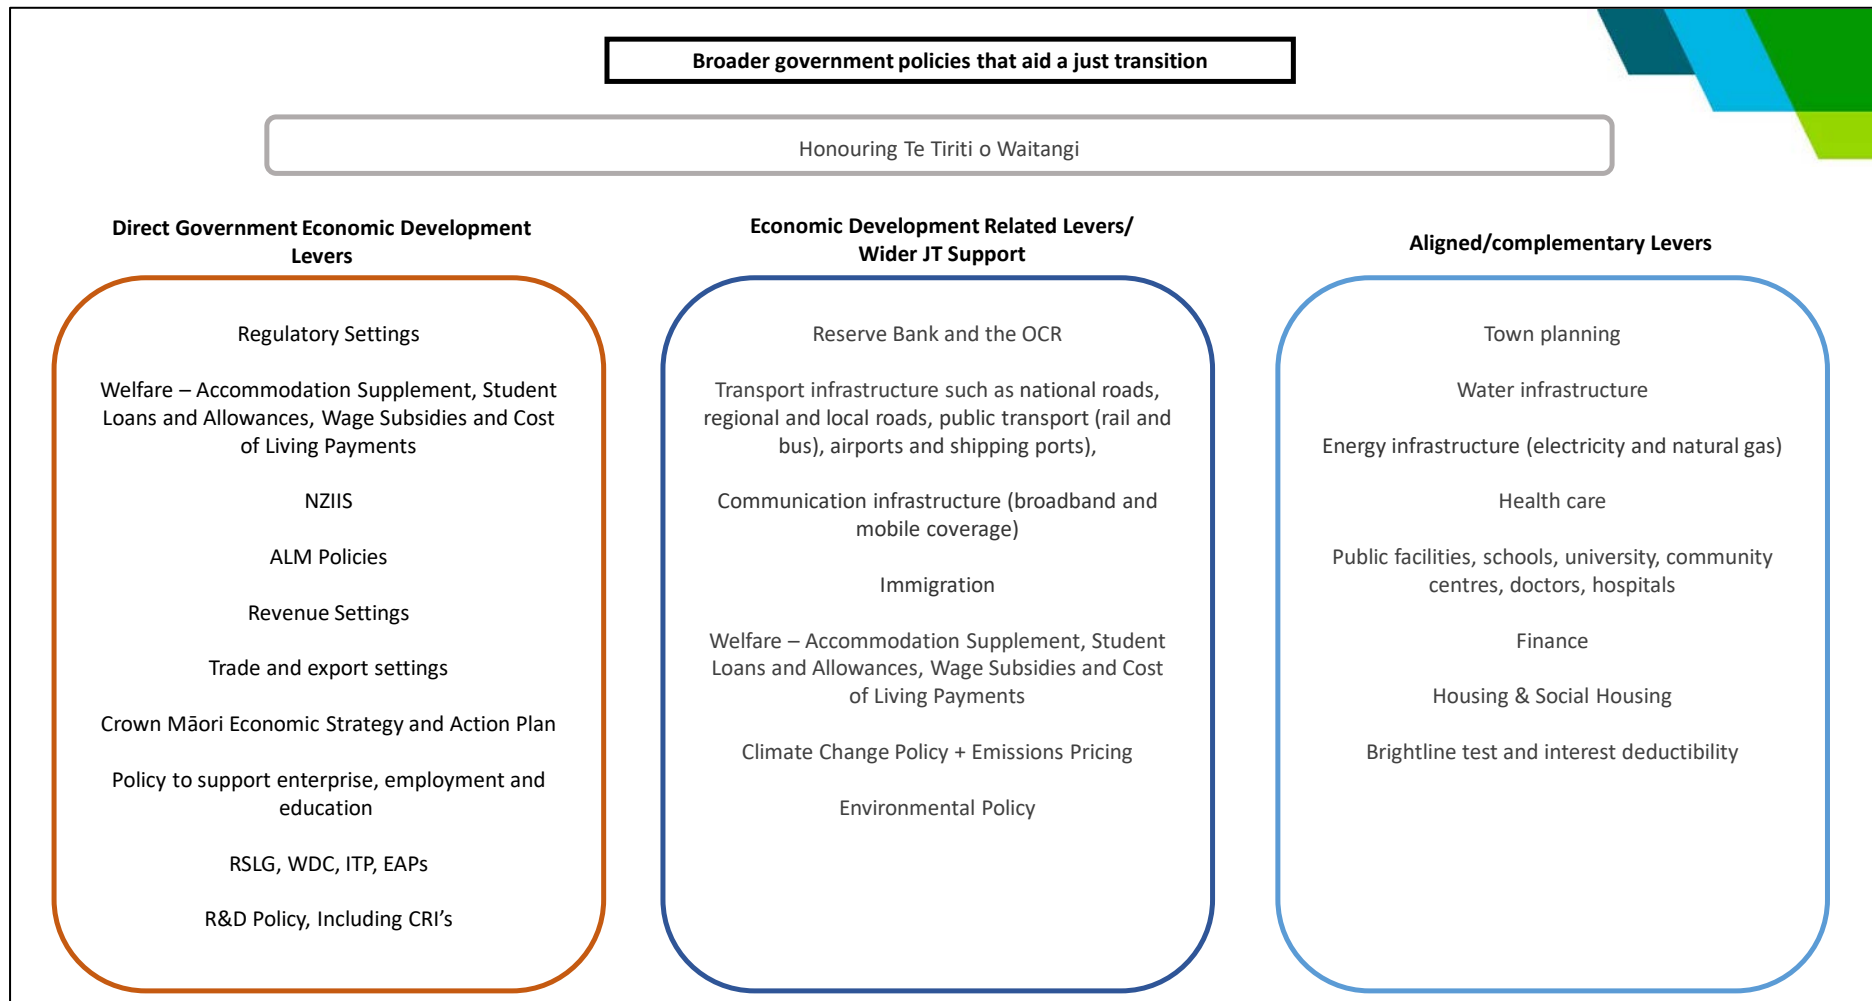 Broader government policies that aid a just transition
Honouring Te Tiriti o Waitangi
Direct Government Economic Development
Levers
Regulatory Settings
Welfare – Accommodation Supplement, Student
Loans and Allowances, Wage Subsidies and Cost
of Living Payments
NZIIS
ALM Policies
Revenue Settings
Trade and export settings
Crown Māori Economic Strategy and Action Plan
Policy to support enterprise, employment and
education
RSLG, WDC, ITP, EAPs
R&D Policy, Including CRI’s
Economic Development Related Levers/
Wider JT Support
Reserve Bank and the OCR
Transport infrastructure such as national roads,
regional and local roads, public transport (rail and
bus), airports and shipping ports),
Communication infrastructure (broadband and
mobile coverage)
Immigration
Welfare – Accommodation Supplement, Student
Loans and Allowances, Wage Subsidies and Cost
of Living Payments
Climate Change Policy + Emissions Pricing
Environmental Policy
Aligned/complementary Levers
Town planning
Water infrastructure
Energy infrastructure (electricity and natural gas)
Health care
Public facilities, schools, university, community
centres, doctors, hospitals
Finance
Housing & Social Housing
Brightline test and interest deductibility